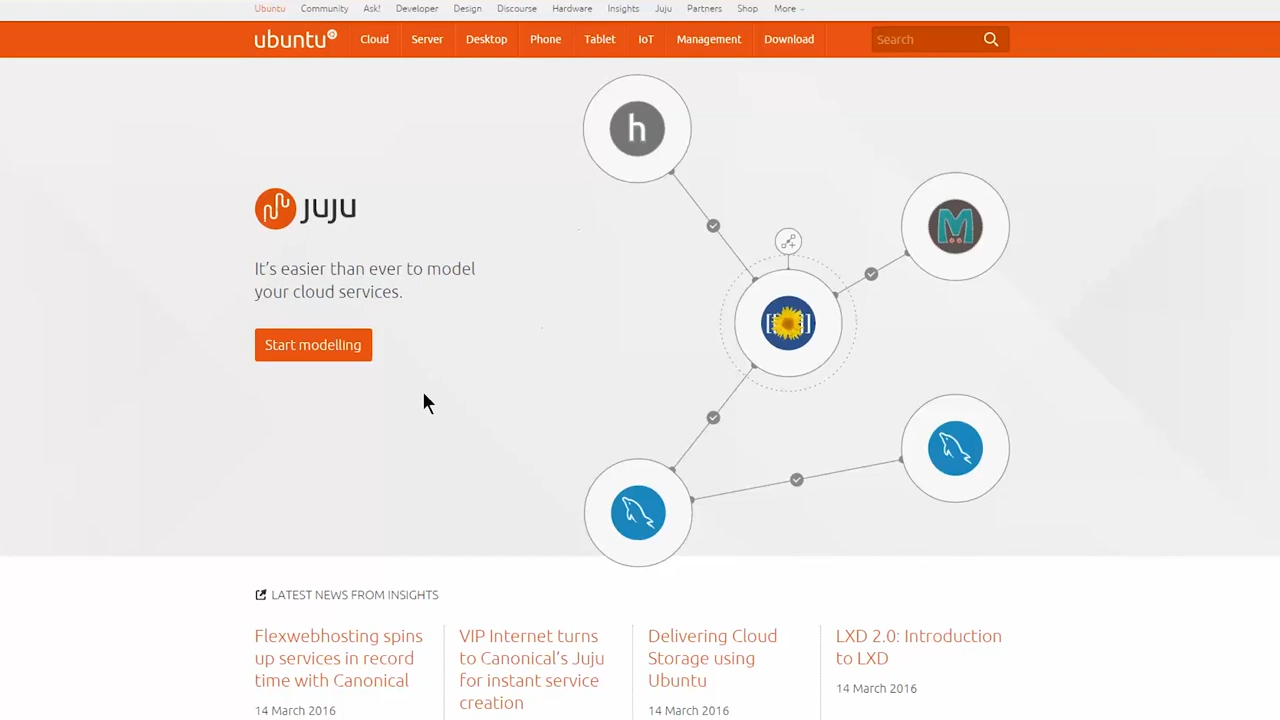 Ubuntu Community Ask! Developer Design Discourse Hardware Insights Juju Partners Shop More
ubuntu Cloud Server Desktop Phone Tablet IoT Management Download Search
h
M
juju
It's easier than ever to model
your cloud services.
Start modelling
LATEST NEWS FROM INSIGHTS
Flexwebhosting spins
up services in record
time with Canonical
14 March 2016
VIP Internet turns
to Canonical's Juju
for instant service
creation
Delivering Cloud
Storage using
Ubuntu
14 March 2016
LXD 2.0: Introduction
to LXD
14 March 2016